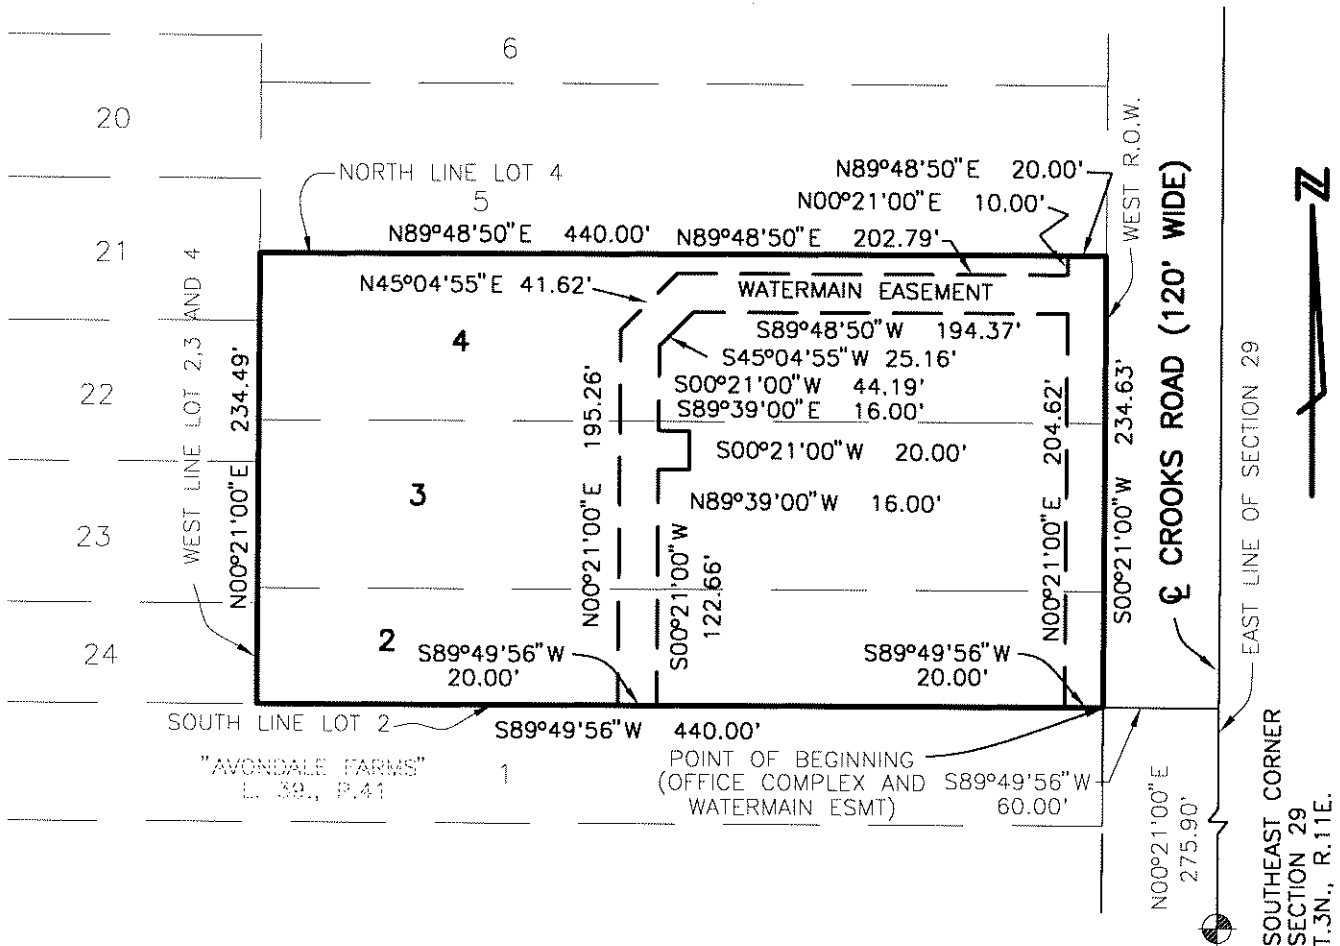 6
20
NORTH LINE LOT 4
5
N89°48'50"E 20.00'
N00°21'00"E 10.00'
WEST R.O.W.
21
N89°48'50"E 440.00'
N89°48'50"E 202.79'
N45°04'55"E 41.62'
WATERMAIN EASEMENT
4
S89°48'50"W 194.37'
S45°04'55"W 25.16'
S00°21'00"W 44.19'
S89°39'00"E 16.00'
22
WEST LINE LOT 2,3 AND 4
N00°21'00"E 234.49'
N00°21'00"E 195.26'
S00°21'00"W 20.00'
N89°39'00"W 16.00'
3
23
S00°21'00"W
122.66'
N00°21'00"E 204.62'
S00°21'00"W 234.63'
℄ CROOKS ROAD (120' WIDE)
EAST LINE OF SECTION 29
N
24
2
S89°49'56"W
20.00'
S89°49'56"W
20.00'
SOUTH LINE LOT 2
S89°49'56"W 440.00'
"AVONDALE FARMS"
L. 39., P.41
1
POINT OF BEGINNING
(OFFICE COMPLEX AND
WATERMAIN ESMT)
S89°49'56"W
60.00'
N00°21'00"E
275.90'
SOUTHEAST CORNER
SECTION 29
T.3N., R.11E.